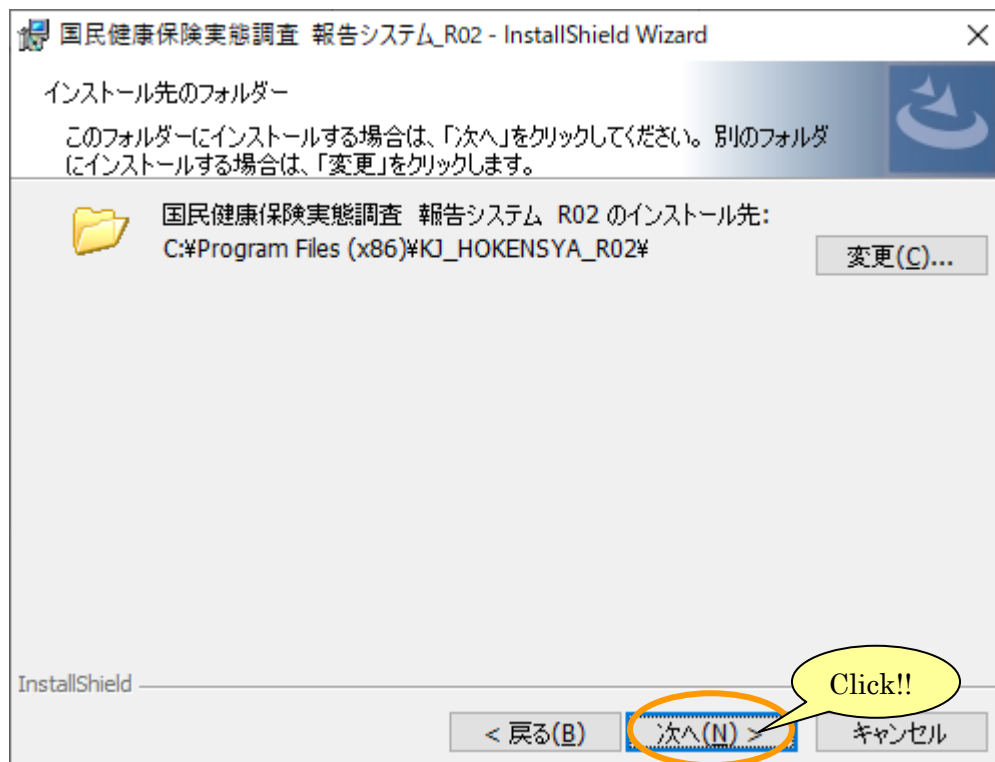 国民健康保険実態調査 報告システム_R02 - InstallShield Wizard
インストール先のフォルダー
このフォルダーにインストールする場合は、「次へ」をクリックしてください。別のフォルダ
にインストールする場合は、「変更」をクリックします。
国民健康保険実態調査 報告システム R02 のインストール先:
C:¥Program Files (x86)¥KJ_HOKENSYA_R02¥
変更(C)...
InstallShield
Click!!
< 戻る(B)
次へ(N) >
キャンセル